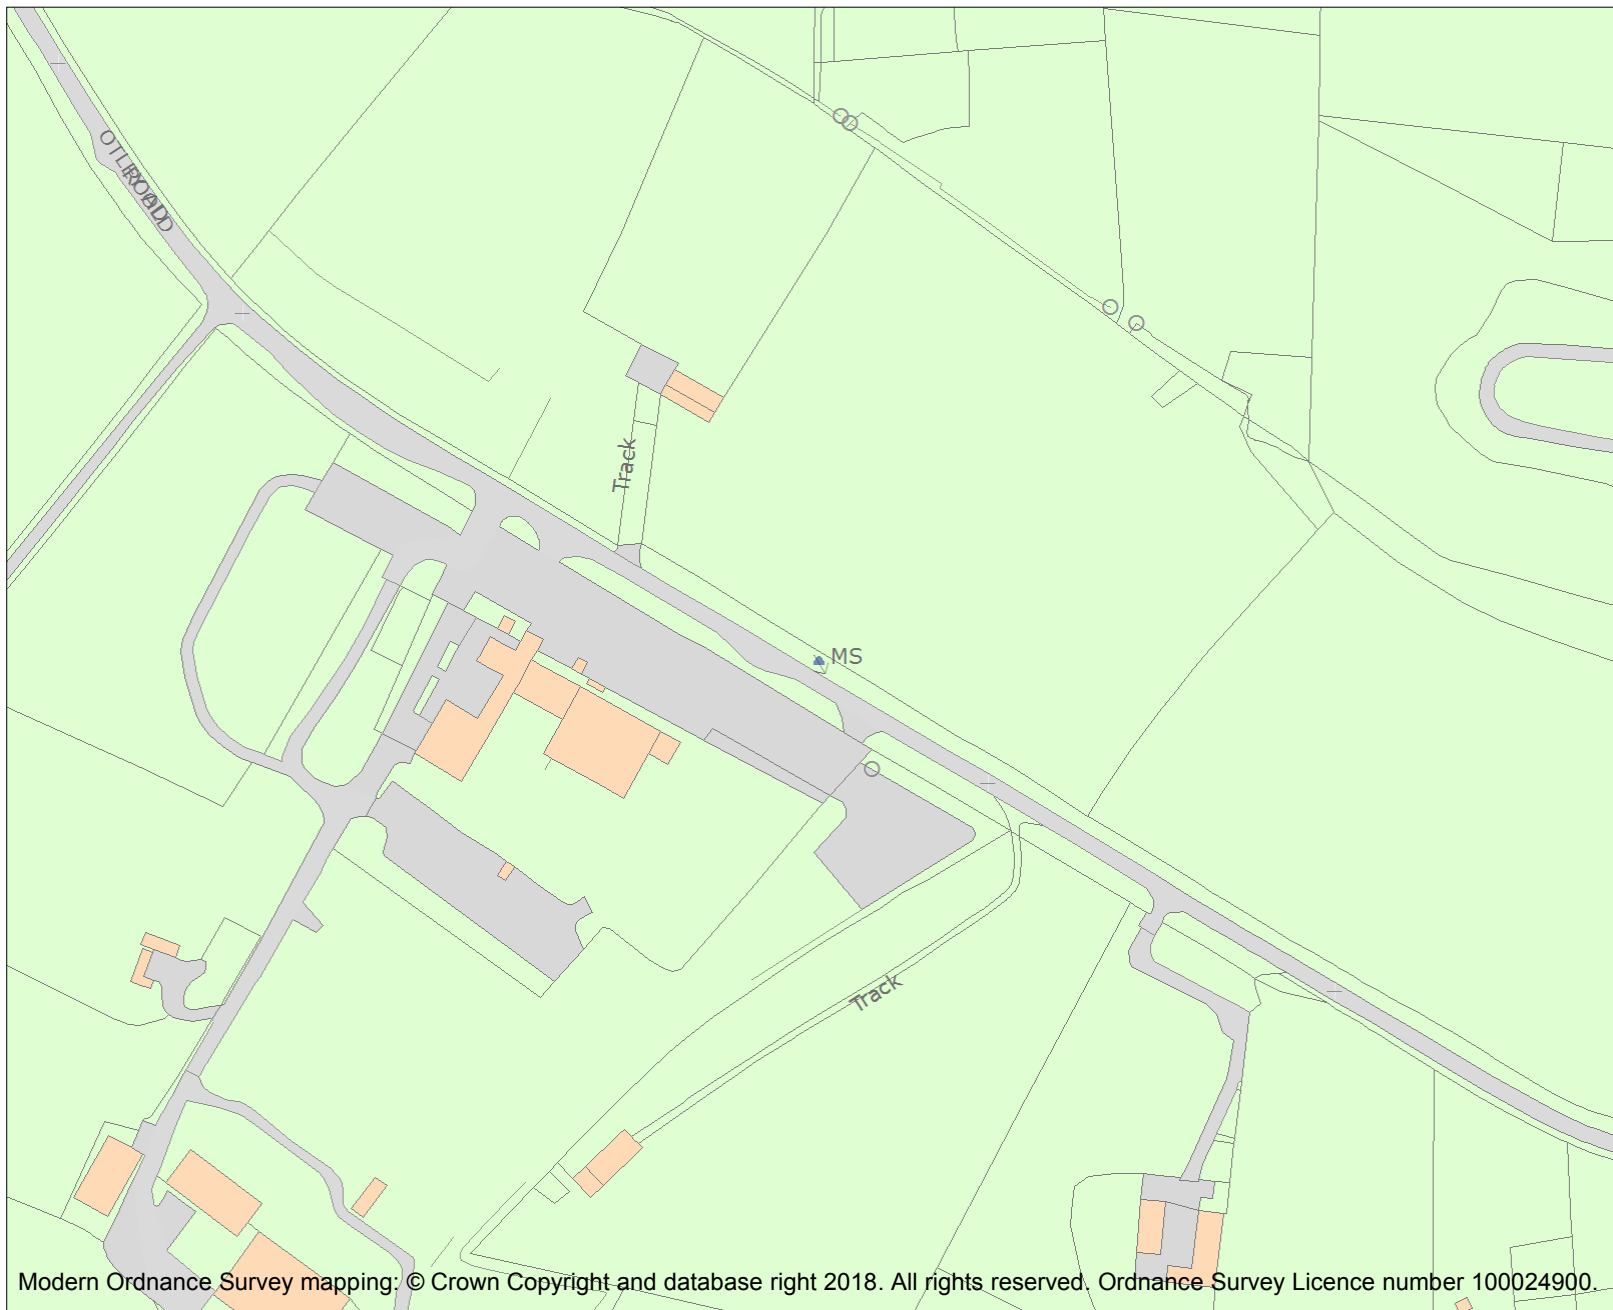 OTLEY
ROAD
Track
MS
Track
Modern Ordnance Survey mapping: © Crown Copyright and database right 2018. All rights reserved. Ordnance Survey Licence number 100024900.